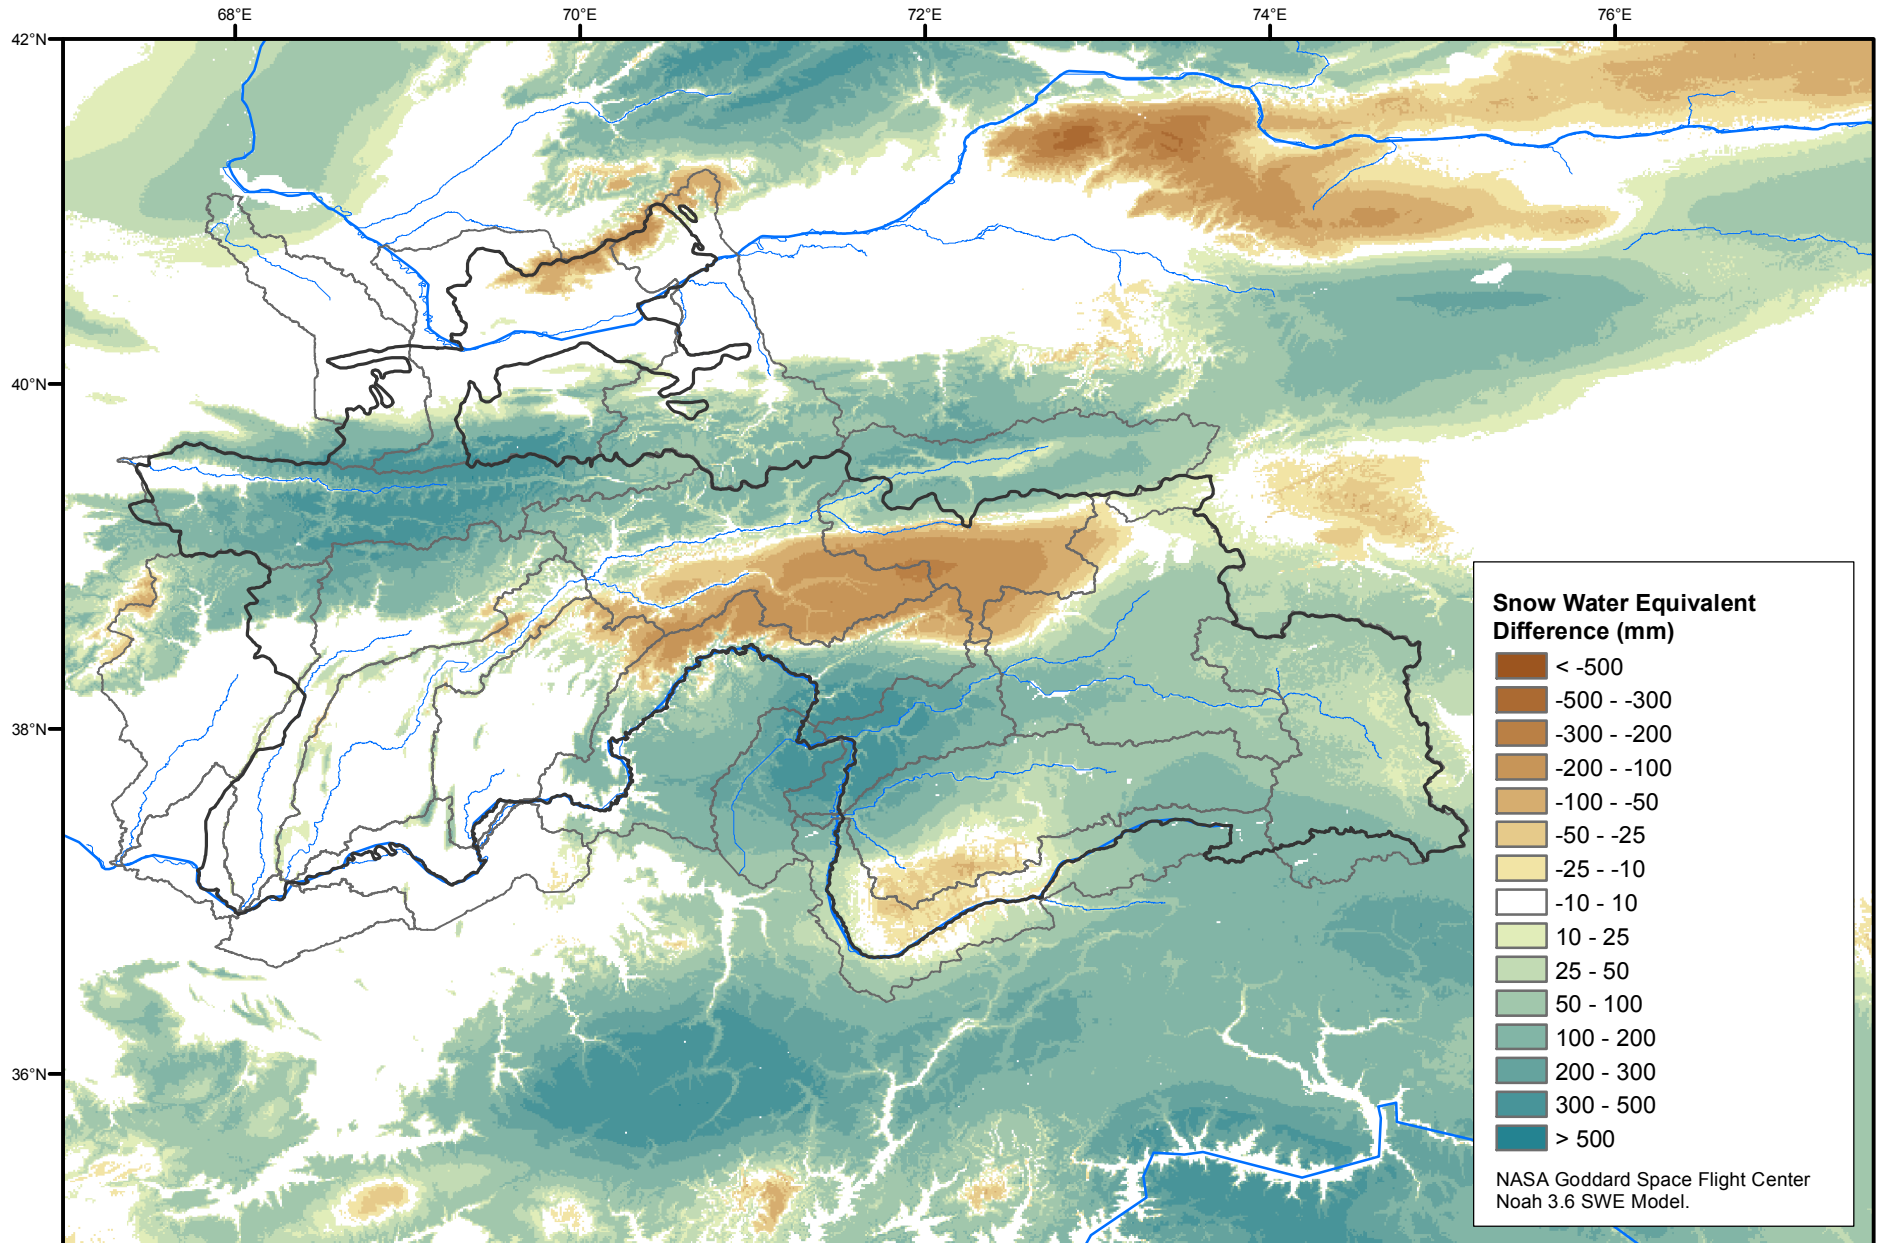 68°E 70°E 72°E 74°E 76°E
42°N
40°N
38°N
36°N
Snow Water Equivalent
Difference (mm)
< -500
-500 - -300
-300 - -200
-200 - -100
-100 - -50
-50 - -25
-25 - -10
-10 - 10
10 - 25
25 - 50
50 - 100
100 - 200
200 - 300
300 - 500
> 500
NASA Goddard Space Flight Center
Noah 3.6 SWE Model.